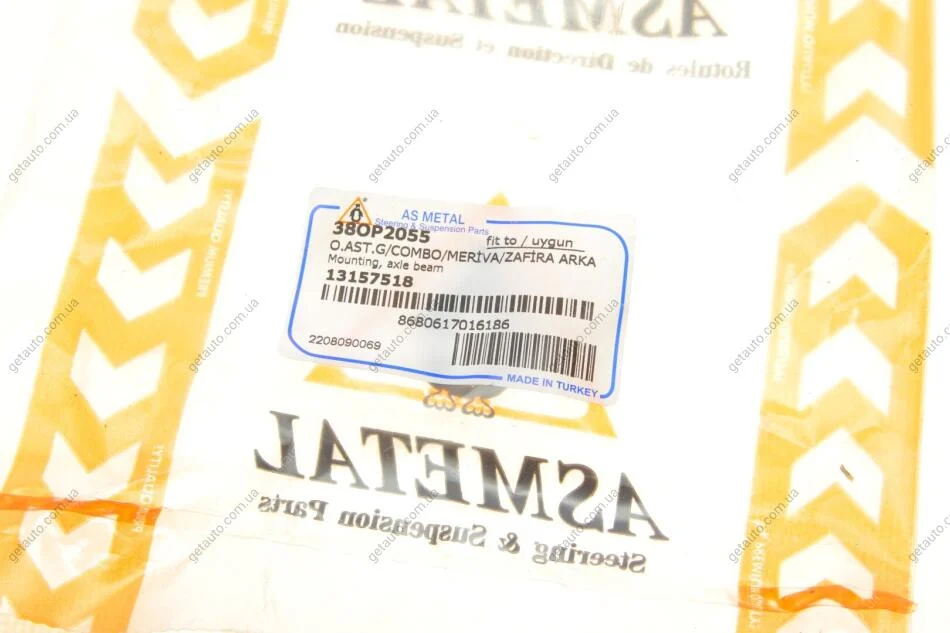 ASMETAL
Rotules de Direction et Suspension
AS METAL
Steering & Suspension Parts
38OP2055
fit to / uygun
O.AST.G/COMBO/MERİVA/ZAFİRA ARKA
Mounting, axle beam
13157518
8680617016186
2208090069
MADE IN TURKEY
ASMETAL
Steering & Suspension Parts
getauto.com.ua